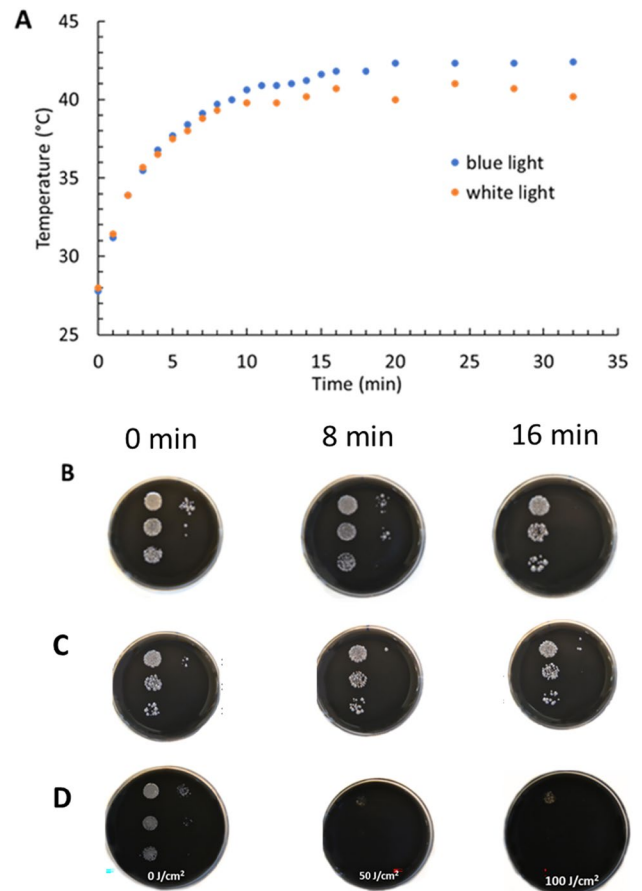 A
Temperature (°C)
45
40
35
30
25
blue light
white light
0 5 10 15 20 25 30 35
Time (min)
0 min 8 min 16 min
B
C
D
0 J/cm² 50 J/cm² 100 J/cm²